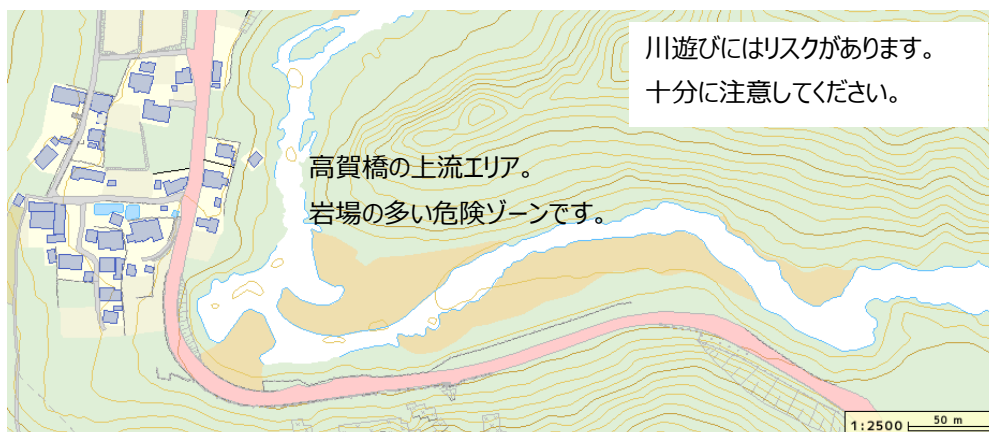 川遊びにはリスクがあります。
十分に注意してください。
高賀橋の上流エリア。
岩場の多い危険ゾーンです。
1:2500 50 m